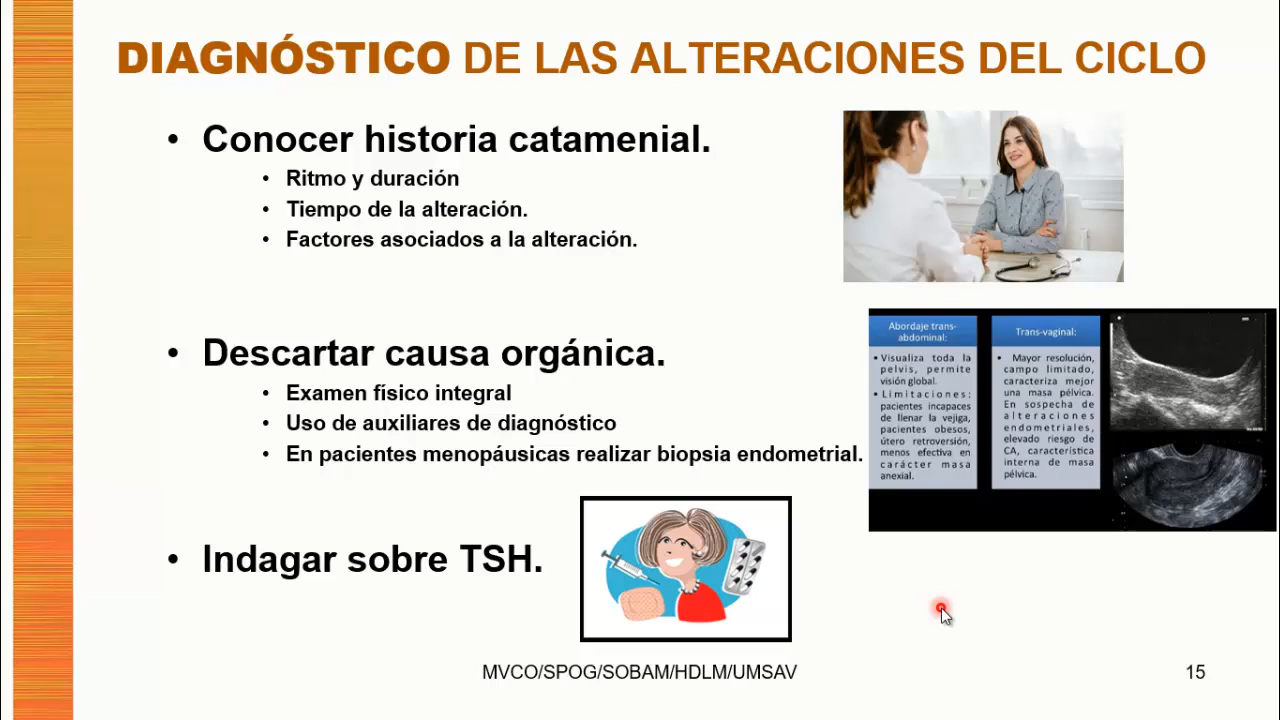 DIAGNÓSTICO DE LAS ALTERACIONES DEL CICLO
• Conocer historia catamenial.
• Ritmo y duración
• Tiempo de la alteración.
• Factores asociados a la alteración.
• Descartar causa orgánica.
• Examen físico integral
• Uso de auxiliares de diagnóstico
• En pacientes menopáusicas realizar biopsia endometrial.
Abordaje trans-
abdominal:
• Visualiza toda la
pelvis, permite
visión global.
• Limitaciones:
pacientes incapaces
de llenar la vejiga,
pacientes obesos,
útero retroversión,
menos efectiva en
carácter masa
anexial.
Trans-vaginal:
• Mayor resolución,
campo limitado,
caracteriza mejor
una masa pélvica.
En sospecha de
alteraciones
endometriales,
elevado riesgo de
CA, característica
interna de masa
pélvica.
• Indagar sobre TSH.
MVCO/SPOG/SOBAM/HDLM/UMSAV
15